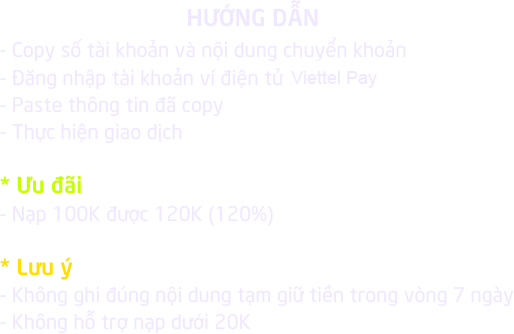 HƯỚNG DẪN
- Copy số tài khoản và nội dung chuyển khoản
- Đăng nhập tài khoản ví điện tử Viettel Pay
- Paste thông tin đã copy
- Thực hiện giao dịch
* Ưu đãi
- Nạp 100K được 120K (120%)
* Lưu ý
- Không ghi đúng nội dung tạm giữ tiền trong vòng 7 ngày
- Không hỗ trợ nạp dưới 20K